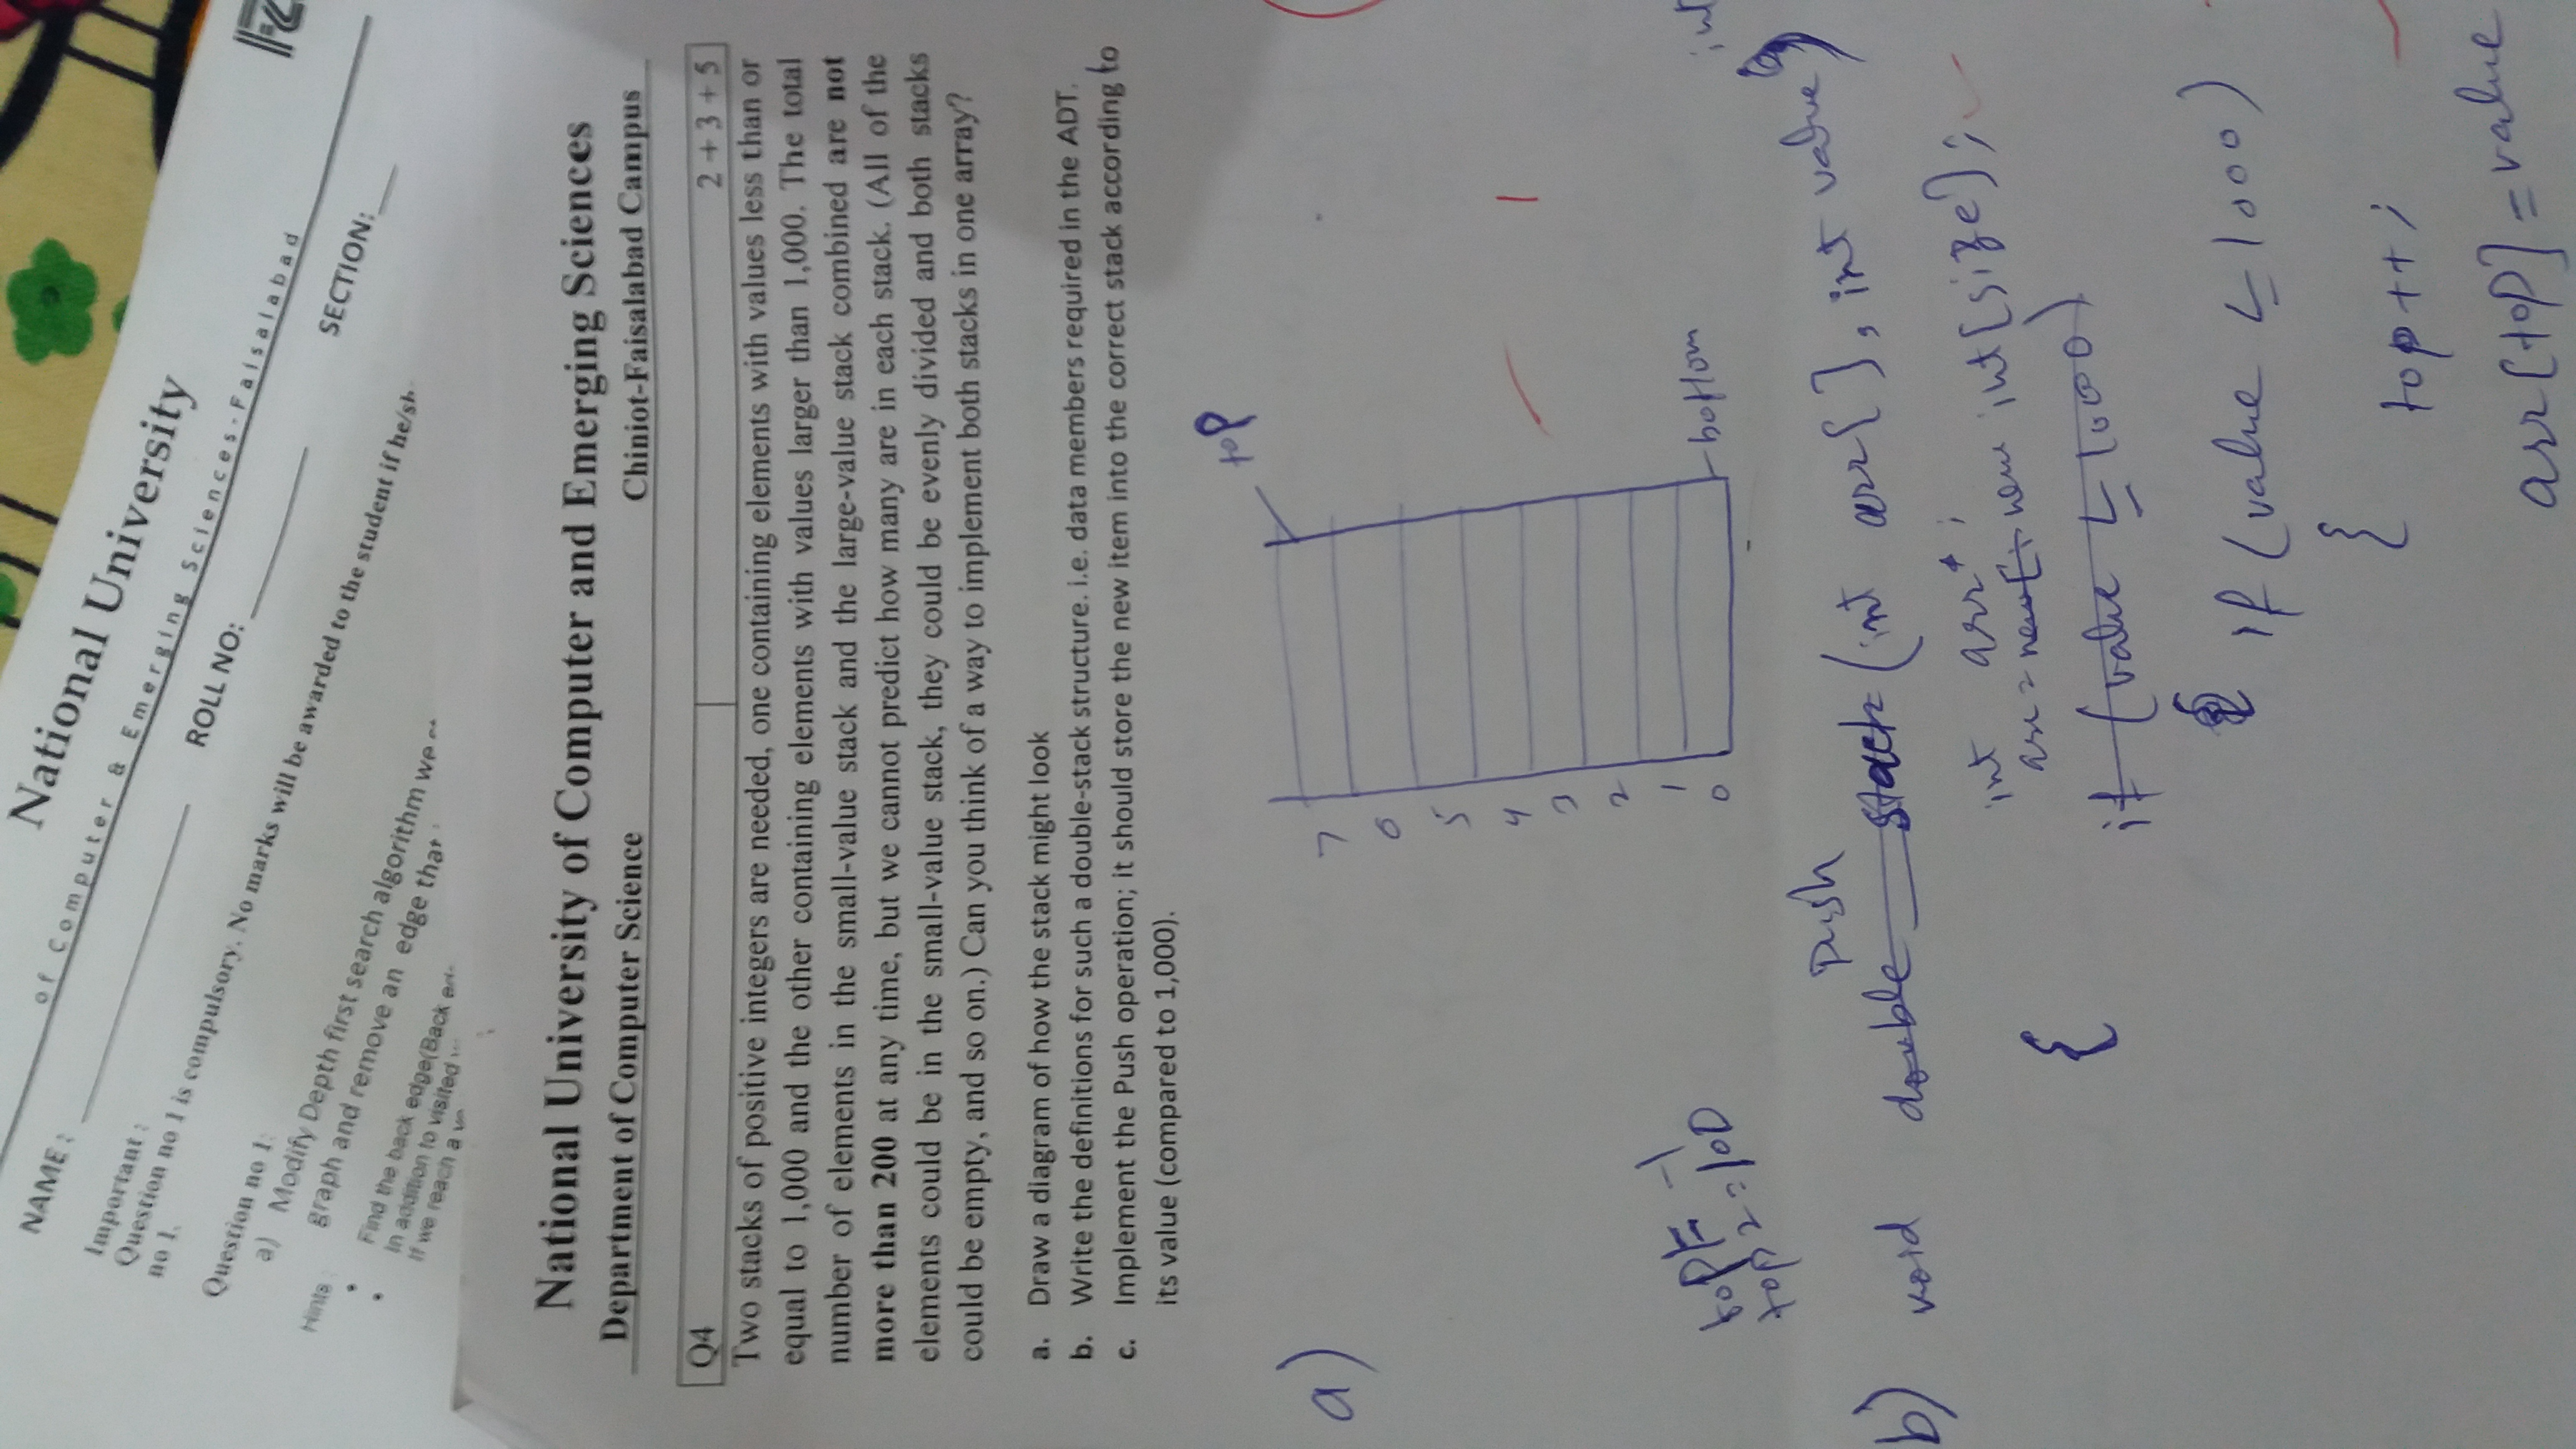 National University
of Computer & Emerging Sciences-Faisalabad
NAME:
ROLL NO:
SECTION:
Important :
Question no 1 is compulsory. No marks will be awarded to the student if he/sh
no 1.
Question no 1:
a) Modify Depth first search algorithm we
graph and remove an edge that
Hints
Find the back edge(Back
In addition to visited
If we reach a
National University of Computer and Emerging Sciences
Department of Computer Science Chiniot-Faisalabad Campus
Q4 2 + 3 + 5
Two stacks of positive integers are needed, one containing elements with values less than or
equal to 1,000 and the other containing elements with values larger than 1,000. The total
number of elements in the small-value stack and the large-value stack combined are not
more than 200 at any time, but we cannot predict how many are in each stack. (All of the
elements could be in the small-value stack, they could be evenly divided and both stacks
could be empty, and so on.) Can you think of a way to implement both stacks in one array?
a. Draw a diagram of how the stack might look
b. Write the definitions for such a double-stack structure. i.e. data members required in the ADT.
c. Implement the Push operation; it should store the new item into the correct stack according to
its value (compared to 1,000).
top
a)
7
6
5
4
3
2
1
0
1
bottom
top1= -1
top2=100
int
push
b) void double stack (int arr[], int value)
int arr*;
{ arr = new int[size];
if (value ≤ 1000)
{ if (value ≤ 1000)
{
top++;
arr[top] = value